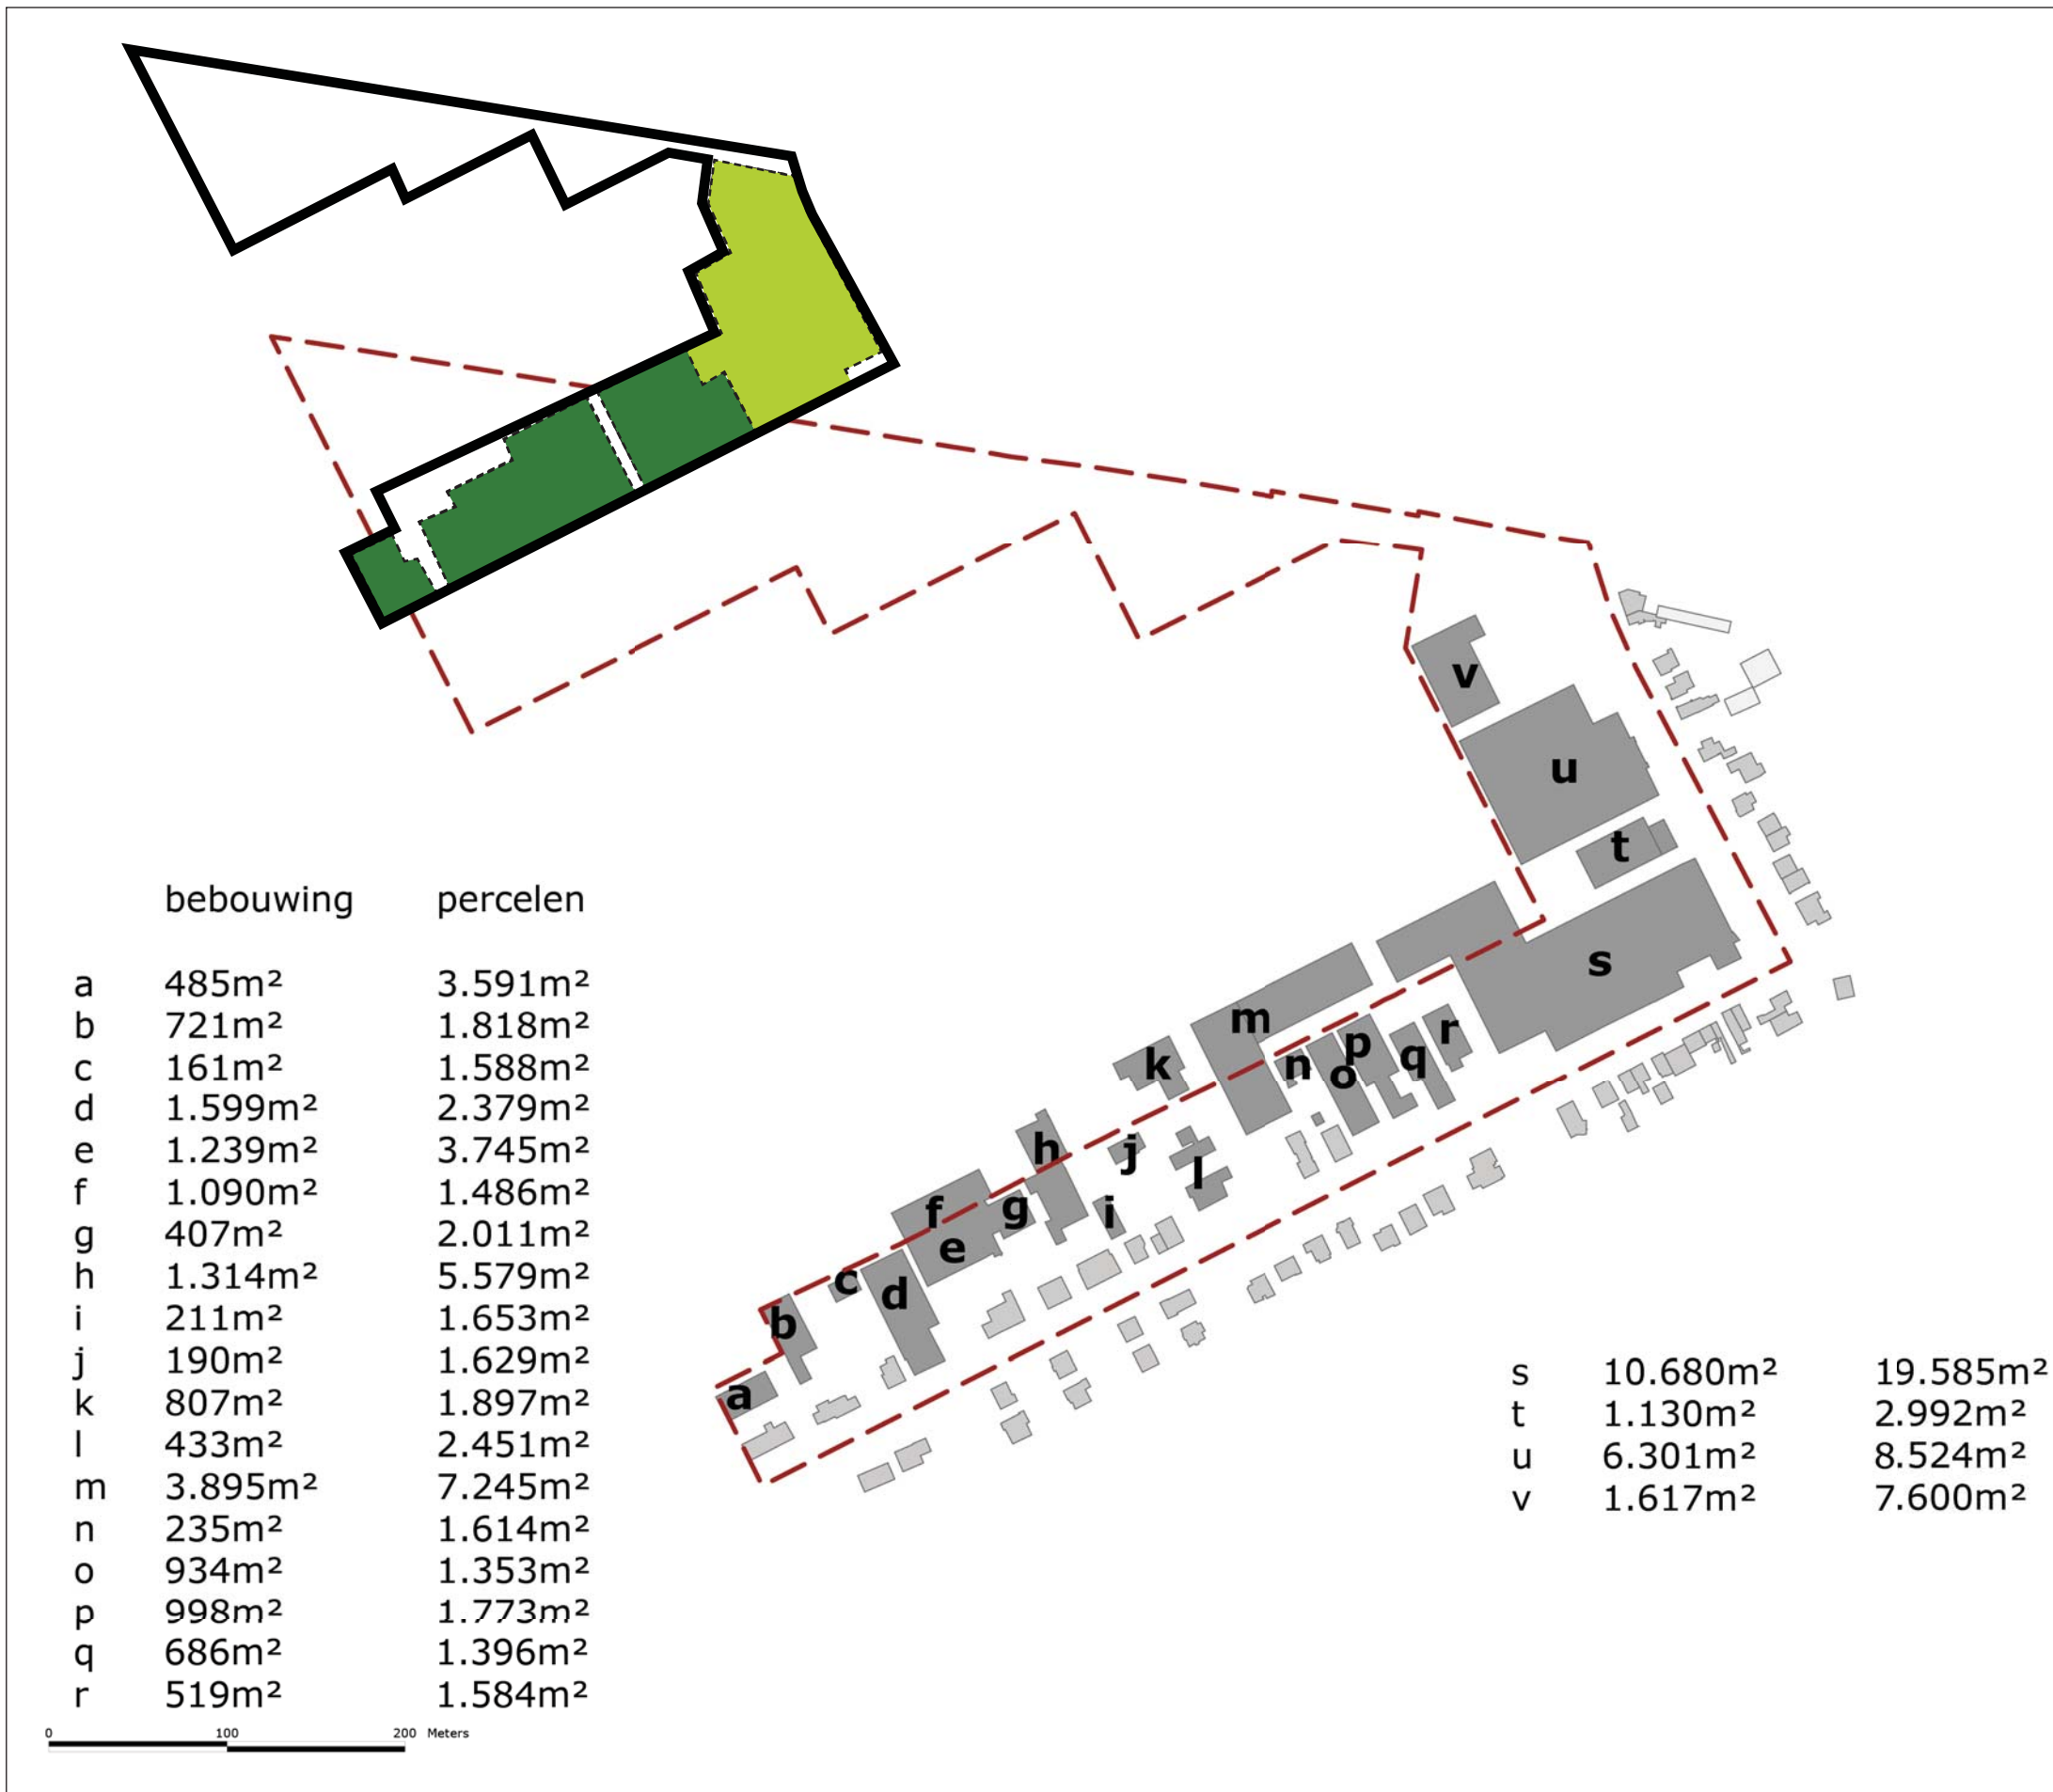 bebouwing percelen
a 485m² 3.591m²
b 721m² 1.818m²
c 161m² 1.588m²
d 1.599m² 2.379m²
e 1.239m² 3.745m²
f 1.090m² 1.486m²
g 407m² 2.011m²
h 1.314m² 5.579m²
i 211m² 1.653m²
j 190m² 1.629m²
k 807m² 1.897m²
l 433m² 2.451m²
m 3.895m² 7.245m²
n 235m² 1.614m²
o 934m² 1.353m²
p 998m² 1.773m²
q 686m² 1.396m²
r 519m² 1.584m²
0 100 200 Meters
v
u
t
s
m
r
p
q
n
o
k
h
j
l
i
g
f
e
c
d
b
a
s 10.680m² 19.585m²
t 1.130m² 2.992m²
u 6.301m² 8.524m²
v 1.617m² 7.600m²